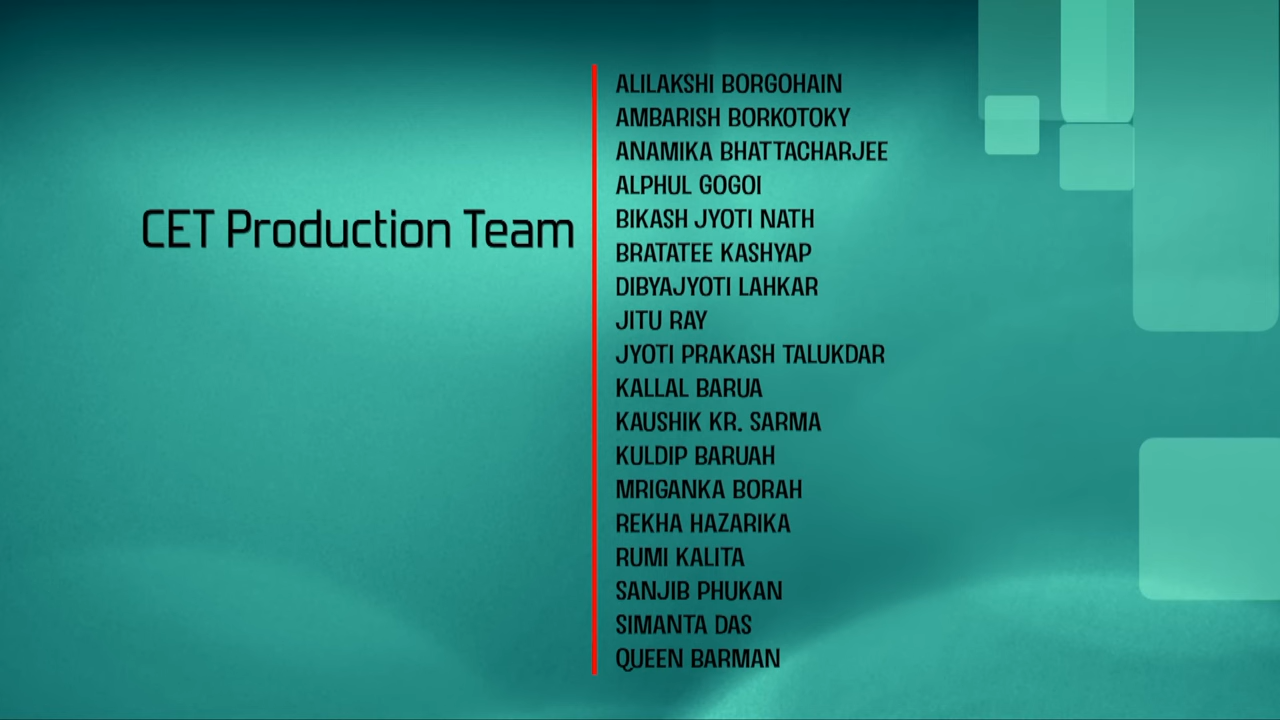 CET Production Team
ALILAKSHI BORGOHAIN
AMBARISH BORKOTOKY
ANAMIKA BHATTACHARJEE
ALPHUL GOGOI
BIKASH JYOTI NATH
BRATATEE KASHYAP
DIBYAJYOTI LAHKAR
JITU RAY
JYOTI PRAKASH TALUKDAR
KALLAL BARUA
KAUSHIK KR. SARMA
KULDIP BARUAH
MRIGANKA BORAH
REKHA HAZARIKA
RUMI KALITA
SANJIB PHUKAN
SIMANTA DAS
QUEEN BARMAN